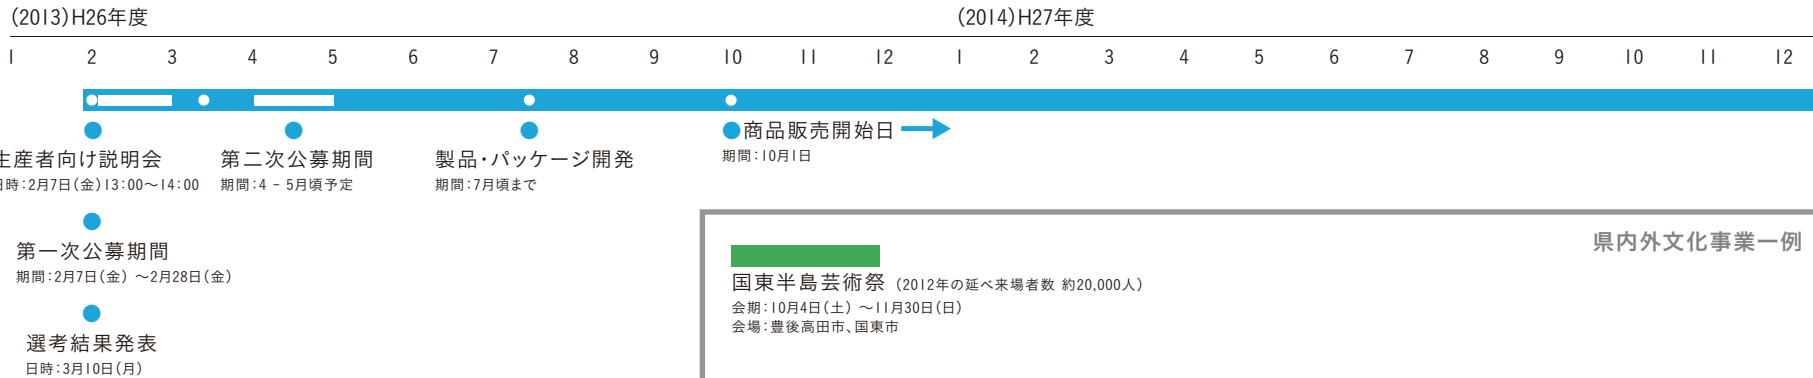 (2013)H26年度
(2014)H27年度
1 2 3 4 5 6 7 8 9 10 11 12 1 2 3 4 5 6 7 8 9 10 11 12
生産者向け説明会
日時:2月7日(金)13:00〜14:00
第二次公募期間
期間:4 - 5月頃予定
製品・パッケージ開発
期間:7月頃まで
商品販売開始日
期間:10月1日
第一次公募期間
期間:2月7日(金) 〜2月28日(金)
選考結果発表
日時:3月10日(月)
県内外文化事業一例
国東半島芸術祭 (2012年の延べ来場者数 約20,000人)
会期:10月4日(土) 〜11月30日(日)
会場:豊後高田市、国東市